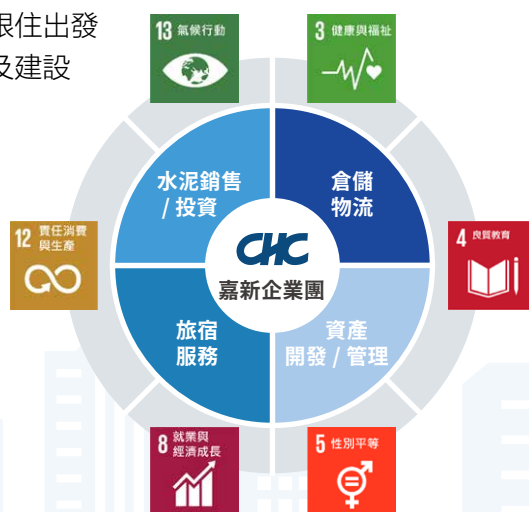 限住出發
及建設
13 氣候行動
3 健康與福祉
水泥銷售
/ 投資
倉儲
物流
12 責任消費
與生產
CHC
嘉新企業團
4 良質教育
旅宿
服務
資產
開發 / 管理
8 就業與
經濟成長
5 性別平等